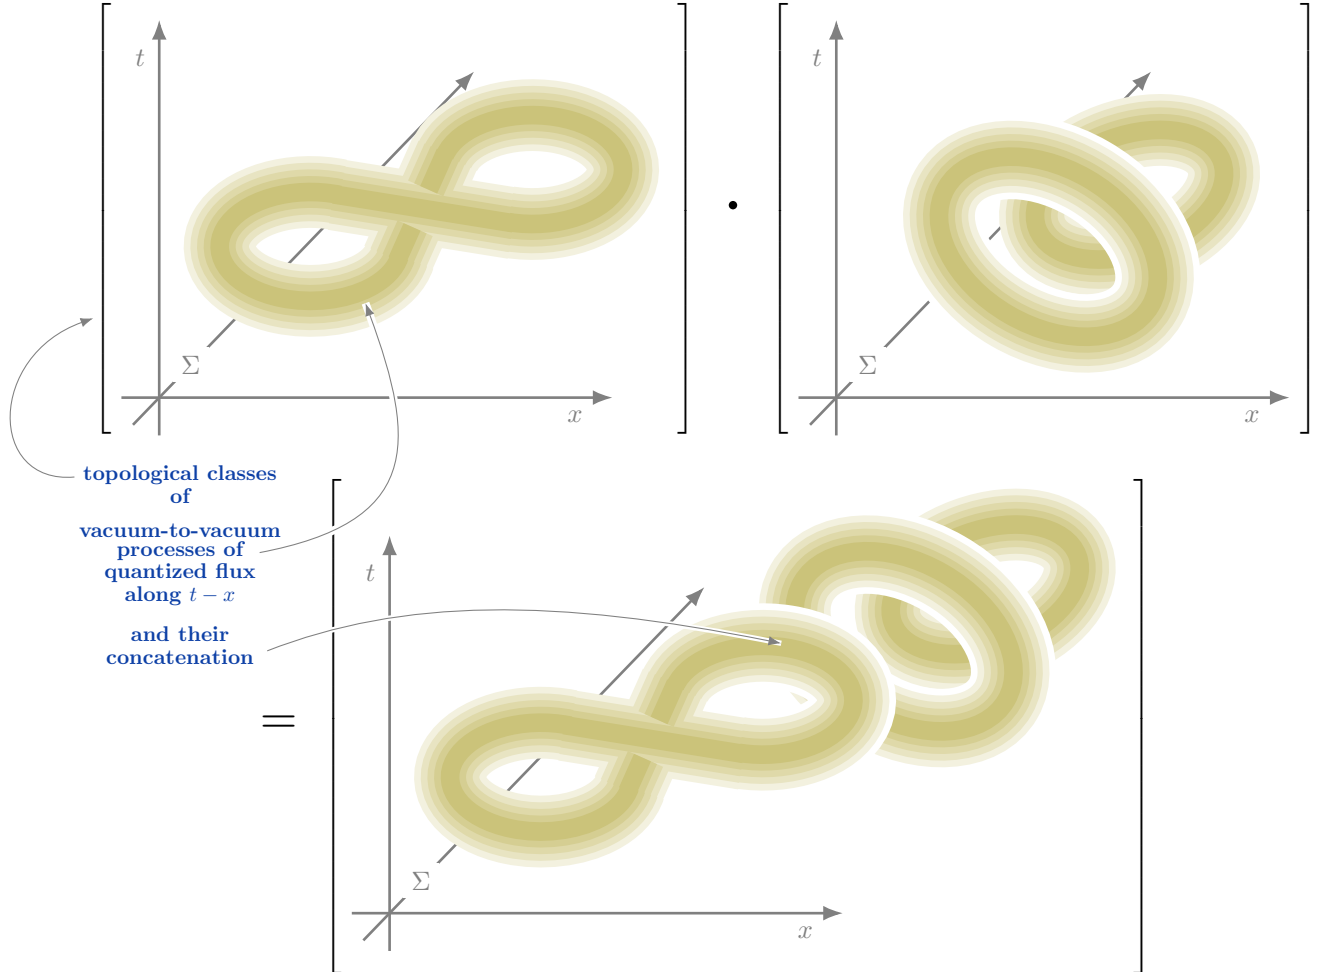 t
t
Σ
Σ
x
x
topological classes
of
vacuum-to-vacuum
processes of
quantized flux
along t − x
and their
concatenation
t
=
Σ
x